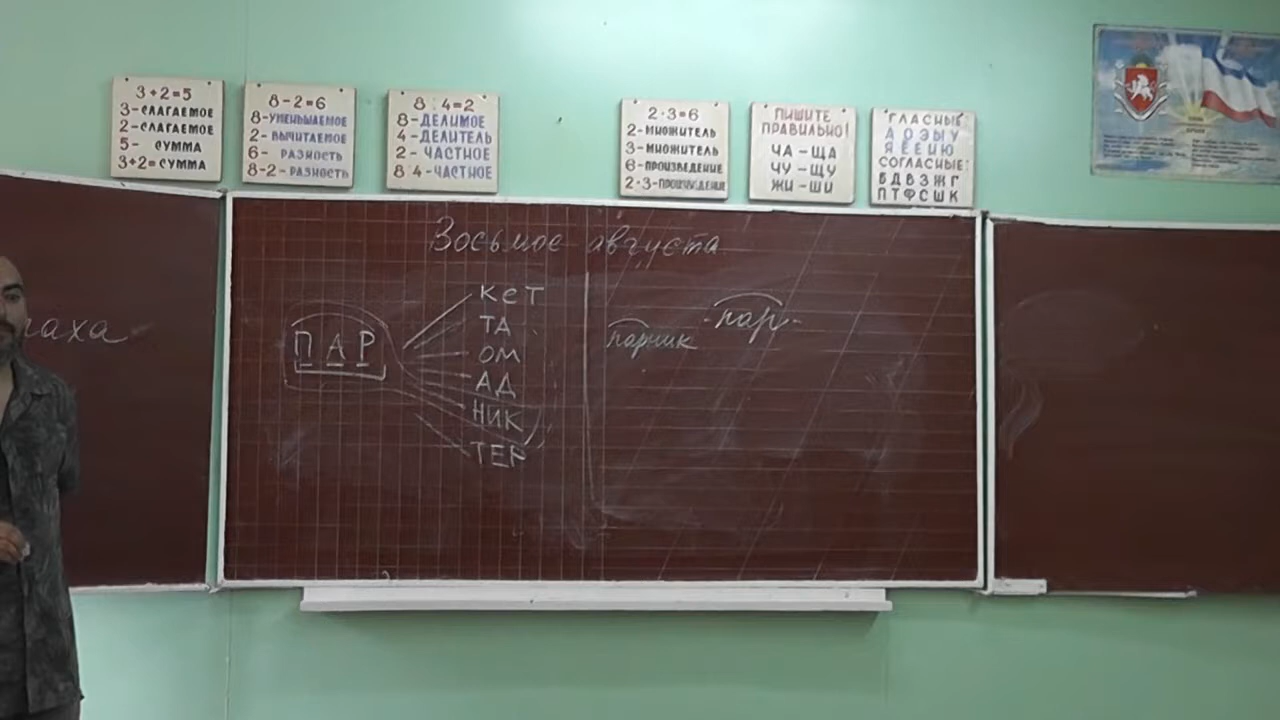 3+2=5
3-СЛАГАЕМОЕ
2-СЛАГАЕМОЕ
5- СУММА
3+2=СУММА
8-2=6
8-УМЕНЬШАЕМОЕ
2-ВЫЧИТАЕМОЕ
6- РАЗНОСТЬ
8-2-РАЗНОСТЬ
8:4=2
8-ДЕЛИМОЕ
4-ДЕЛИТЕЛЬ
2-ЧАСТНОЕ
8 4-ЧАСТНОЕ
2·3=6
2-МНОЖИТЕЛЬ
3-МНОЖИТЕЛЬ
6-ПРОИЗВЕДЕНИЕ
2·3-ПРОИЗВЕДЕНИЕ
ПИШИТЕ
ПРАВИЛЬНО!
ЧА-ЩА
ЧУ-ЩУ
ЖИ-ШИ
ГЛАСНЫЕ
А О Э Ы У
Я Ё Е И Ю
СОГЛАСНЫЕ:
Б Д В З Ж Г
П Т Ф С Ш К
Восьмое августа
ПАР
КЕТ
ТА
ОМ
АД
НИК
ТЕР
-пар-
парник
аха